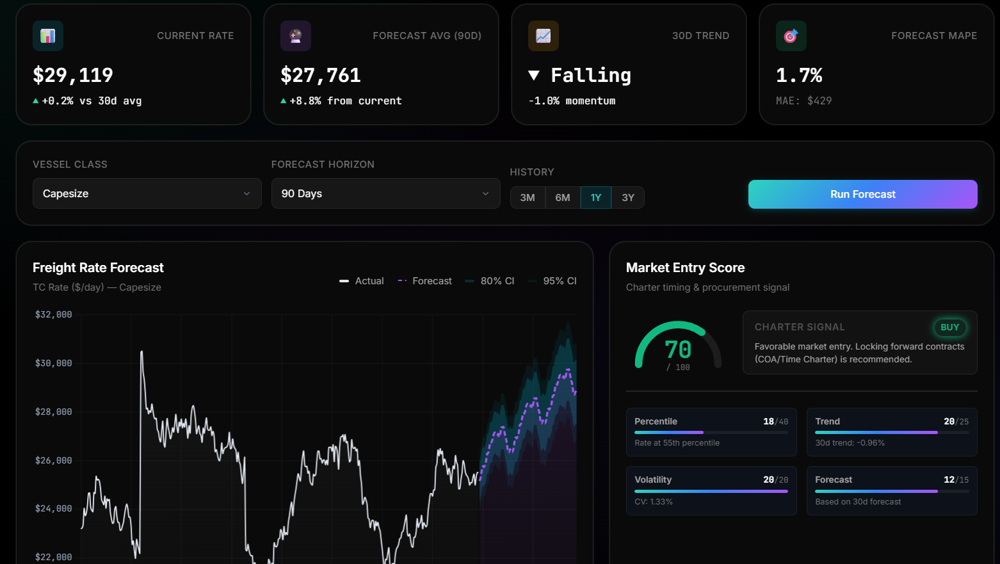 CURRENT RATE
$29,119
▲ +0.2% vs 30d avg
FORECAST AVG (90D)
$27,761
▲ +8.8% from current
30D TREND
▼ Falling
-1.0% momentum
FORECAST MAPE
1.7%
MAE: $429
VESSEL CLASS
Capesize
FORECAST HORIZON
90 Days
HISTORY
3M 6M 1Y 3Y
Run Forecast
Freight Rate Forecast
TC Rate ($/day) — Capesize
Actual Forecast 80% CI 95% CI
$32,000
$30,000
$28,000
$26,000
$24,000
$22,000
Market Entry Score
Charter timing & procurement signal
70
/ 100
CHARTER SIGNAL BUY
Favorable market entry. Locking forward contracts
(COA/Time Charter) is recommended.
Percentile 18/40
Rate at 55th percentile
Trend 20/25
30d trend: -0.96%
Volatility 20/20
CV: 1.33%
Forecast 12/15
Based on 30d forecast